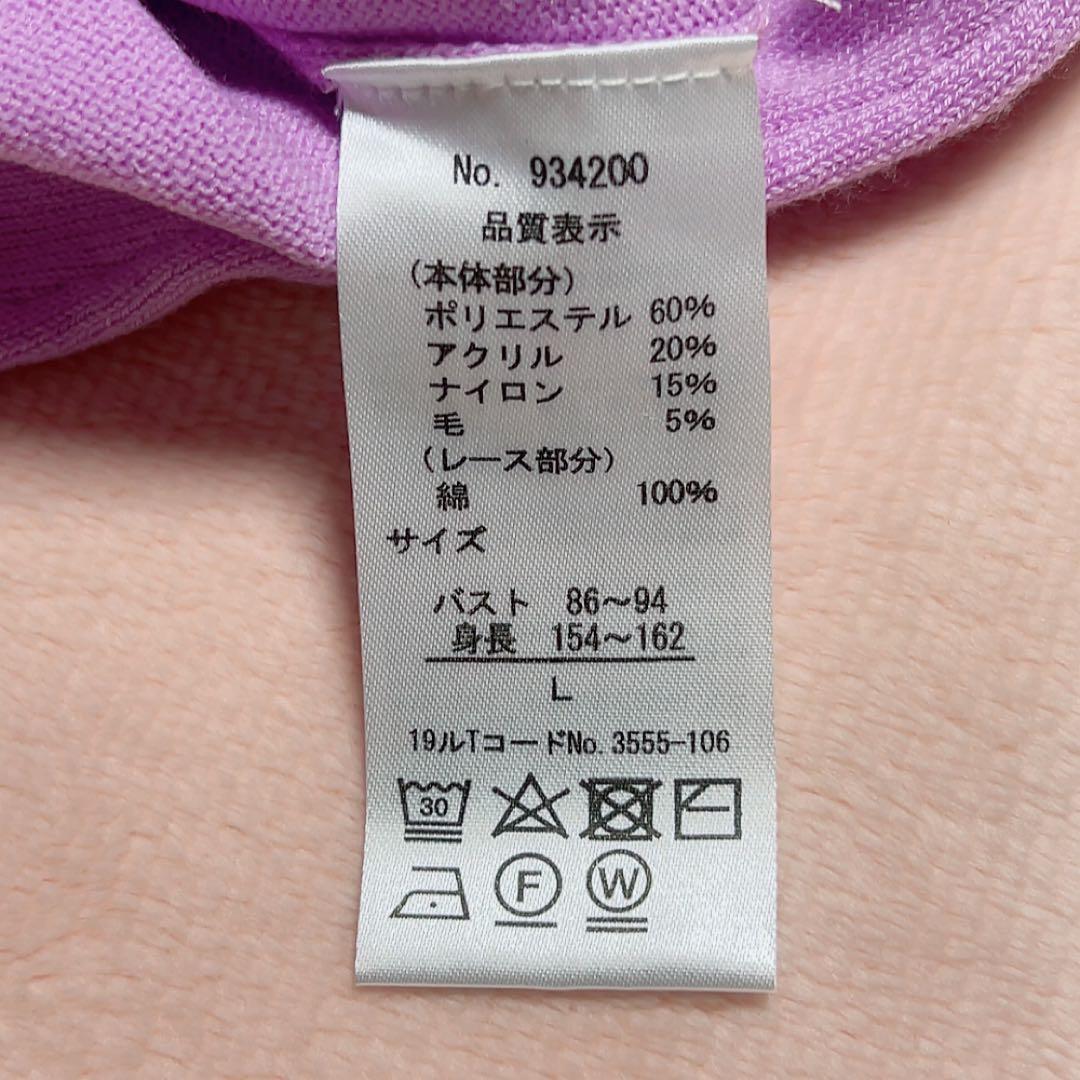 No. 934200
品質表示
(本体部分)
ポリエステル 60%
アクリル 20%
ナイロン 15%
毛 5%
(レース部分)
綿 100%
サイズ
バスト 86~94
身長 154~162
L
19ルTコードNo.3555-106
30
F W